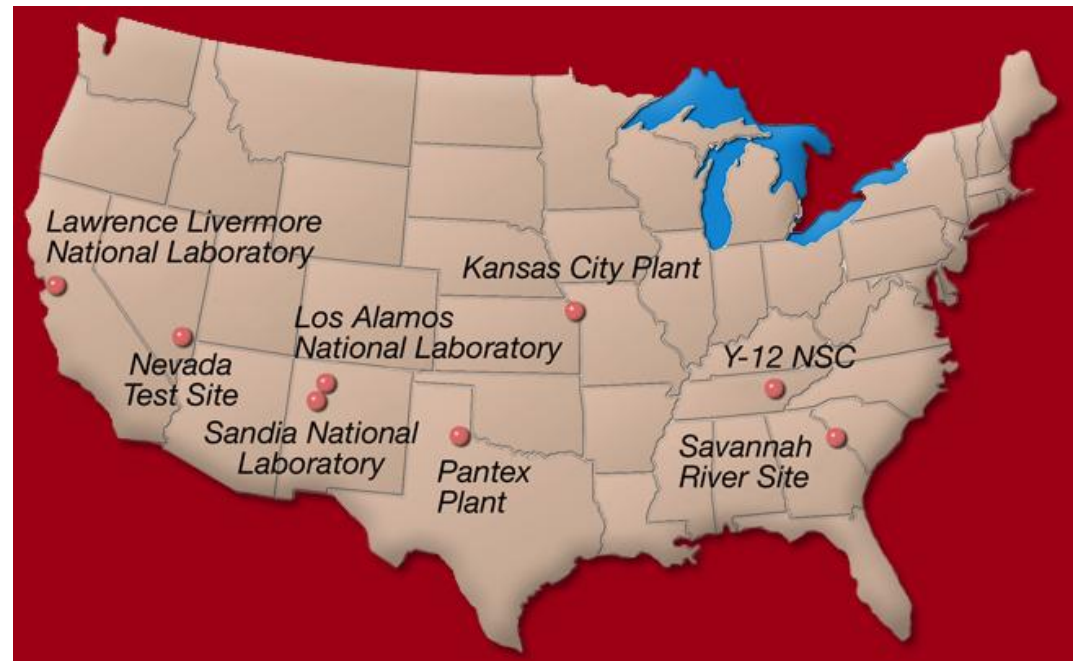 Lawrence Livermore
National Laboratory
Kansas City Plant
Los Alamos
National Laboratory
Nevada
Test Site
Y-12 NSC
Sandia National
Laboratory
Savannah
River Site
Pantex
Plant